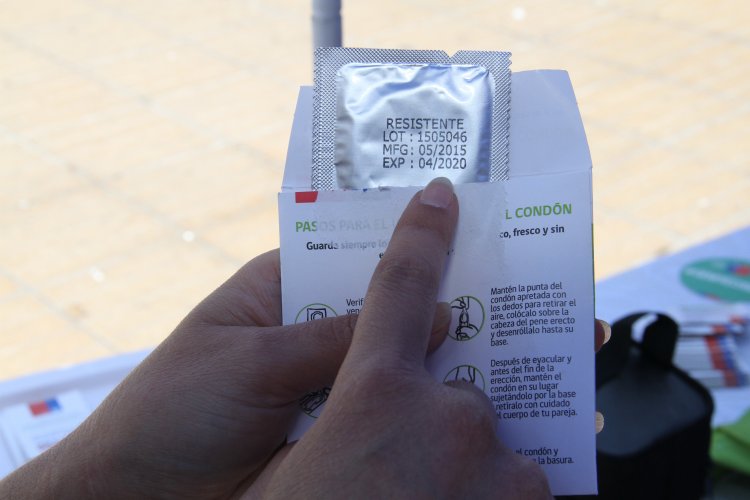 RESISTENTE
LOT : 1505046
MFG: 05/2015
EXP : 04/2020
PASOS PARA EL L CONDÓN
Guarda siempre lo co, fresco y sin
e
Verifi
ven
Mantén la punta del
condón apretada con
los dedos para retirar el
aire, colócalo sobre la
cabeza del pene erecto
y desenróllalo hasta su
base.
Después de eyacular y
antes del fin de la
erección, mantén el
condón en su lugar
sujetándolo por la base
retíralo con cuidado
el cuerpo de tu pareja.
el condón y
la basura.